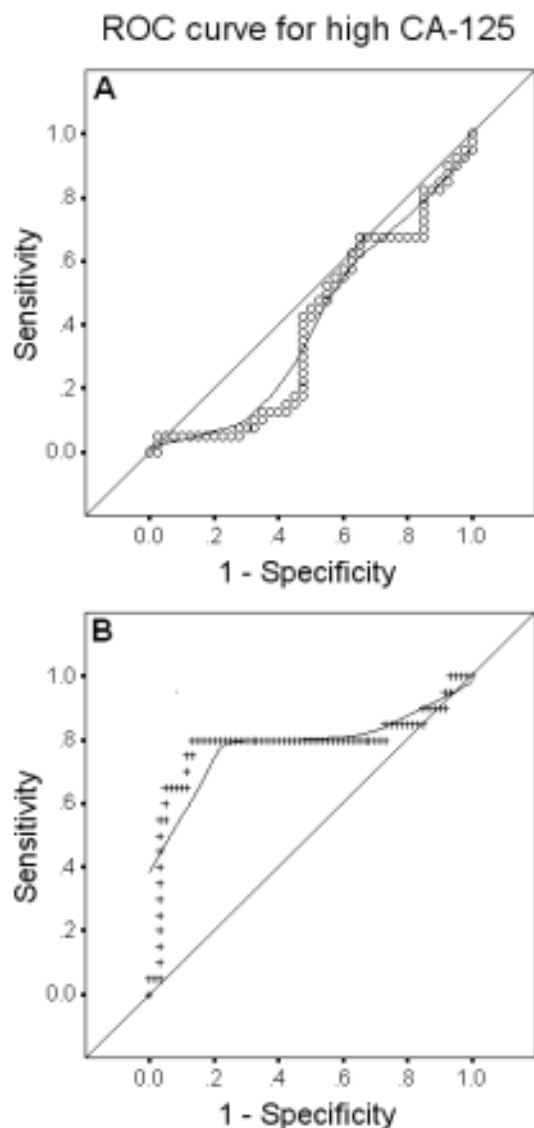 ROC curve for high CA-125
A
1.0
.8
.6
.4
.2
0.0
Sensitivity
0.0 .2 .4 .6 .8 1.0
1 - Specificity
B
1.0
.8
.6
.4
.2
0.0
Sensitivity
0.0 .2 .4 .6 .8 1.0
1 - Specificity